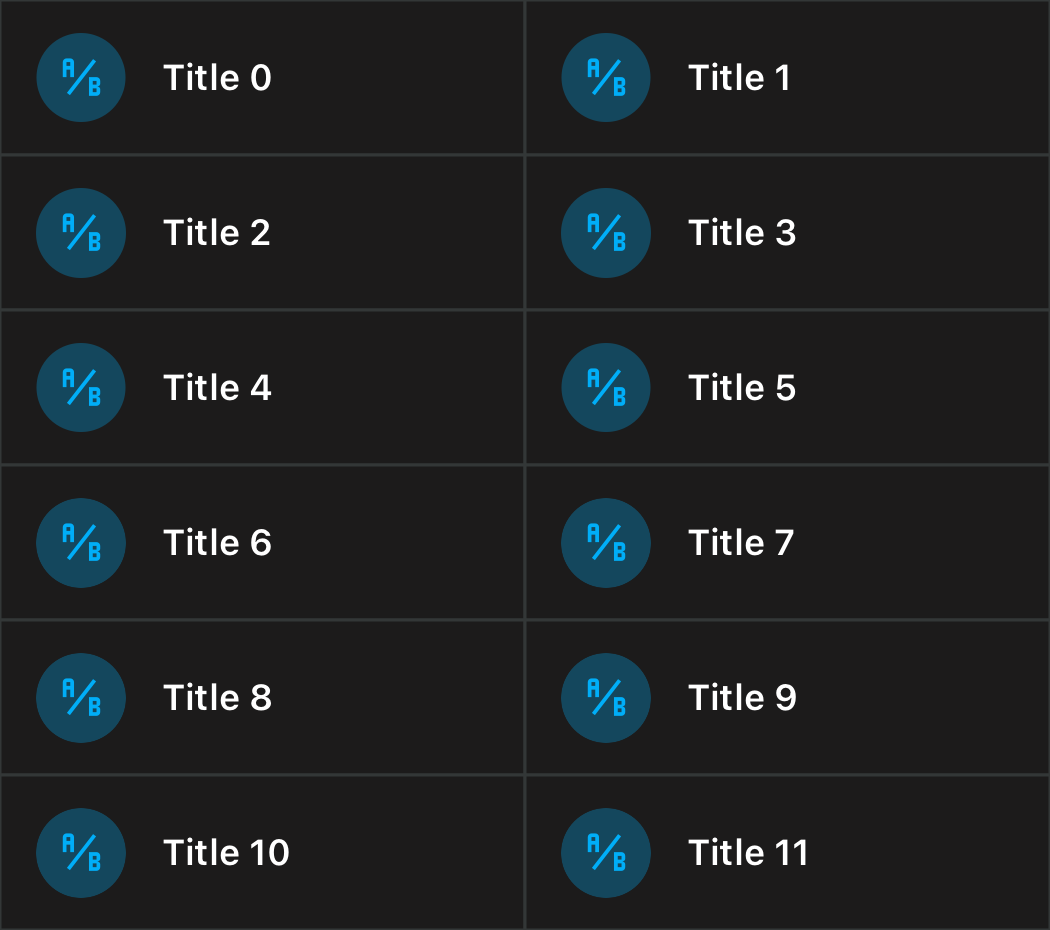 A/B Title 0
A/B Title 1
A/B Title 2
A/B Title 3
A/B Title 4
A/B Title 5
A/B Title 6
A/B Title 7
A/B Title 8
A/B Title 9
A/B Title 10
A/B Title 11